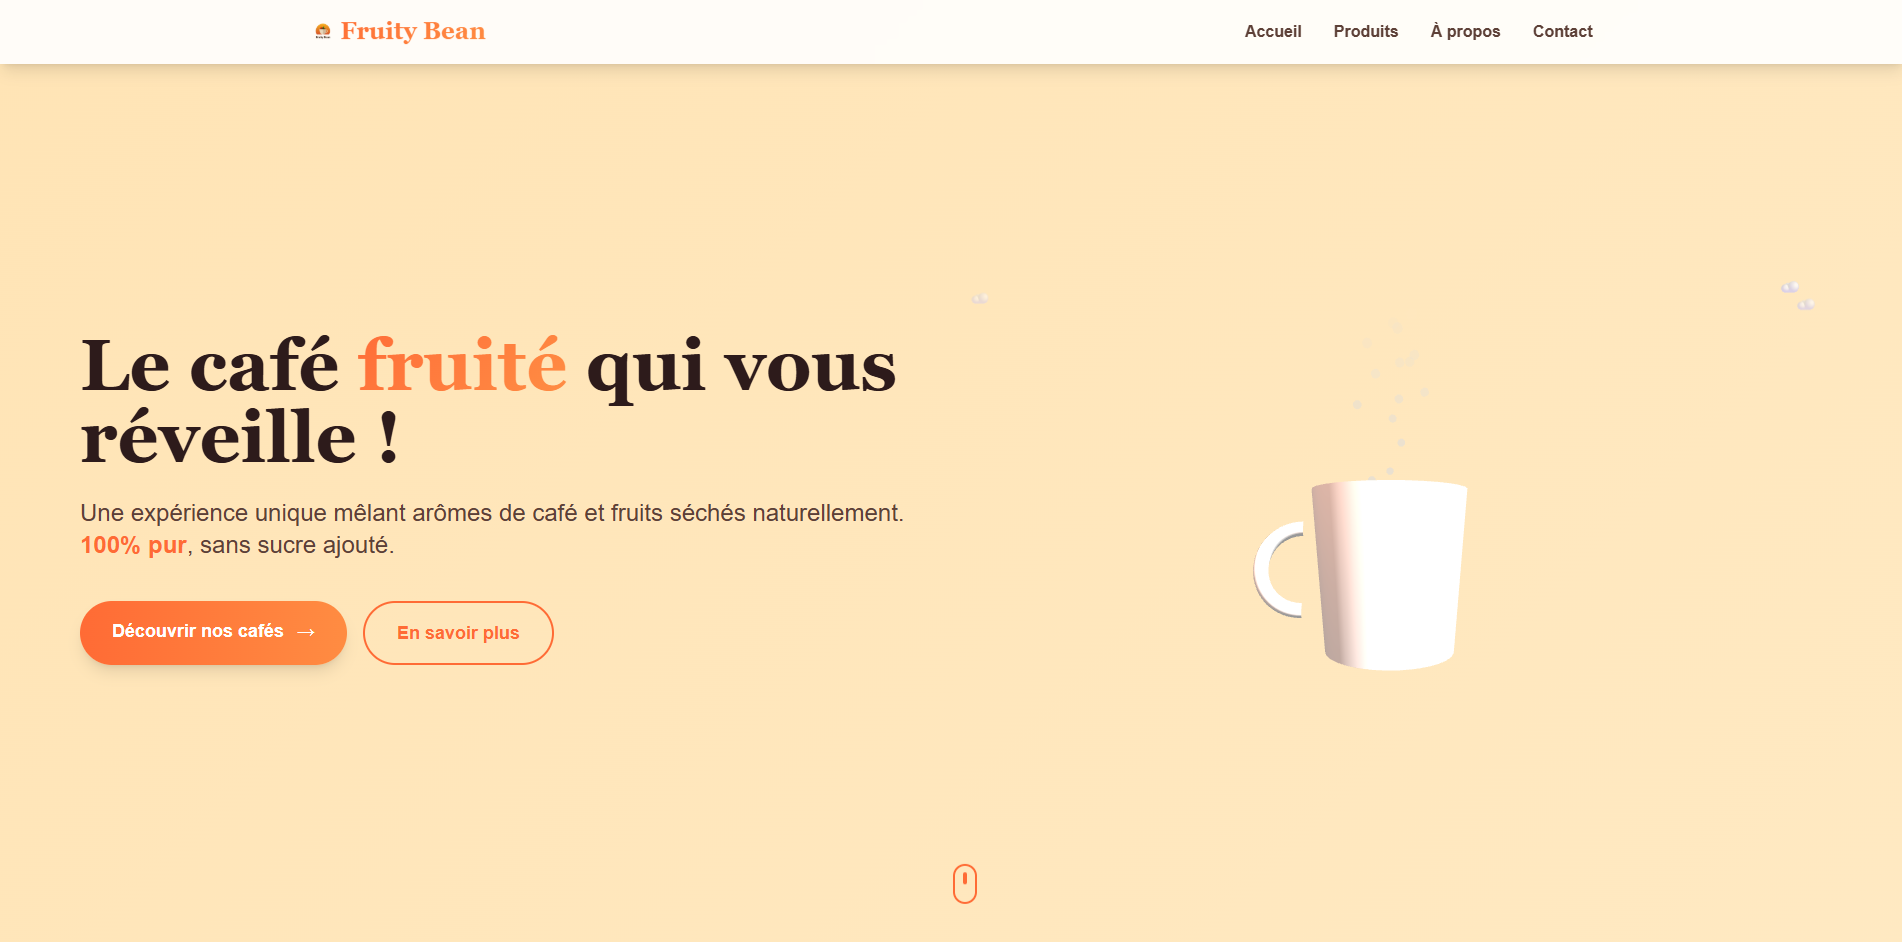 Fruity Bean
Accueil Produits À propos Contact
Le café fruité qui vous
réveille !
Une expérience unique mêlant arômes de café et fruits séchés naturellement.
100% pur, sans sucre ajouté.
Découvrir nos cafés →
En savoir plus